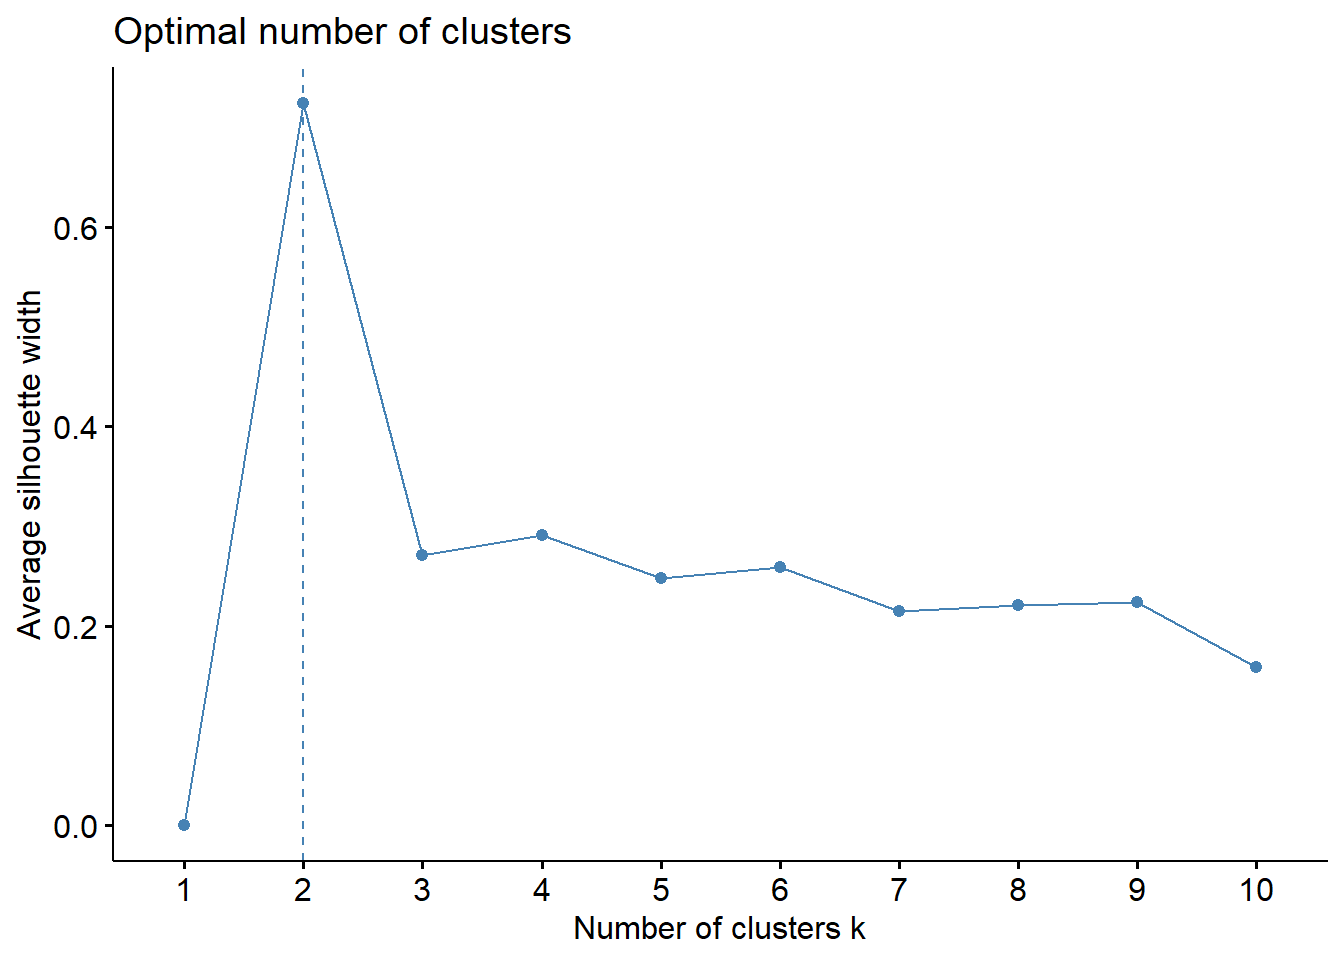 Optimal number of clusters
Average silhouette width
0.6
0.4
0.2
0.0
1 2 3 4 5 6 7 8 9 10
Number of clusters k